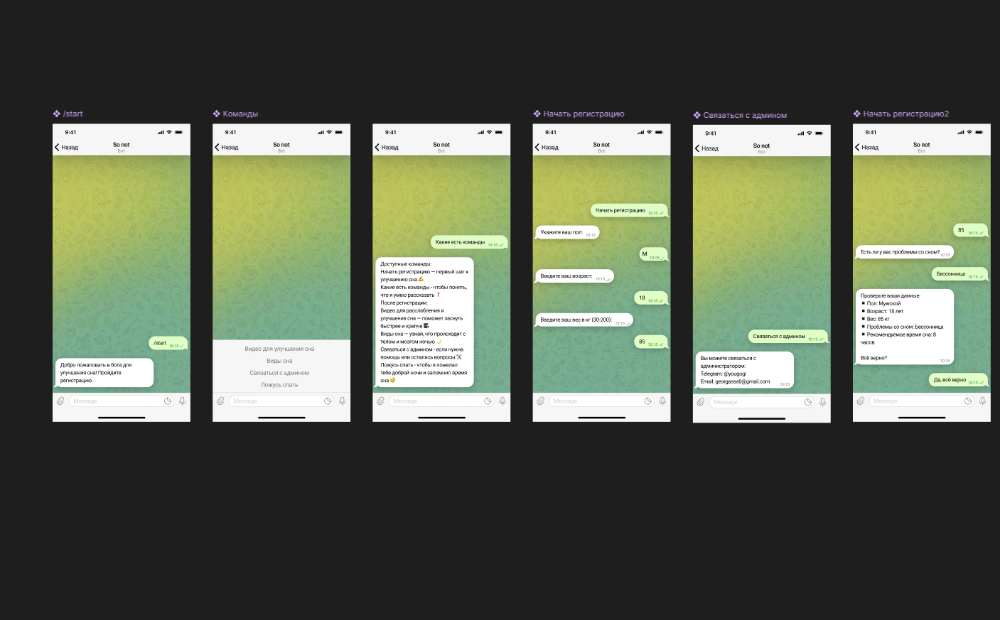 /start
9:41
Назад
So not
Bot
/start
10:15
Добро пожаловать в бота для
улучшения сна! Пройдите
регистрацию.
Message
Команды
9:41
Назад
So not
Bot
Видео для улучшения сна
Виды сна
Связаться с админом
Ложусь спать
Message
9:41
Назад
So not
Bot
Какие есть команды
10:15
Доступные команды:
Начать регистрацию — первый шаг к
улучшению сна ✍️
Какие есть команды - чтобы понять,
что я умею рассказать ❓
После регистрации:
Видео для расслабления и
улучшения сна — поможет заснуть
быстрее и крепче 🎥
Виды сна — узнай, что происходит с
телом и мозгом ночью 🌙
Связаться с админом - если нужна
помощь или остались вопросы 🛠
Ложусь спать - чтобы я пожелал
тебе доброй ночи и запомнил время
сна 😴
Message
Начать регистрацию
9:41
Назад
So not
Bot
Начать регистрацию
10:15
Укажите ваш пол:
10:15
М
10:15
Введите ваш возраст:
10:15
18
10:15
Введите ваш вес в кг (30-200):
10:15
85
10:15
Message
Связаться с админом
9:41
Назад
So not
Bot
Связаться с админом
10:15
Вы можете связаться с
администратором:
Telegram: @yougogi
Email: georgasss0@gmail.com
10:15
Message
Начать регистрацию2
9:41
Назад
So not
Bot
85
10:15
Есть ли у вас проблемы со сном?
10:15
Бессонница
10:15
Проверьте ваши данные:
▪ Пол: Мужской
▪ Возраст: 18 лет
▪ Вес: 85 кг
▪ Проблемы со сном: Бессонница
▪ Рекомендуемое время сна: 8
часов
Всё верно?
10:15
Да, всё верно
10:15
Message